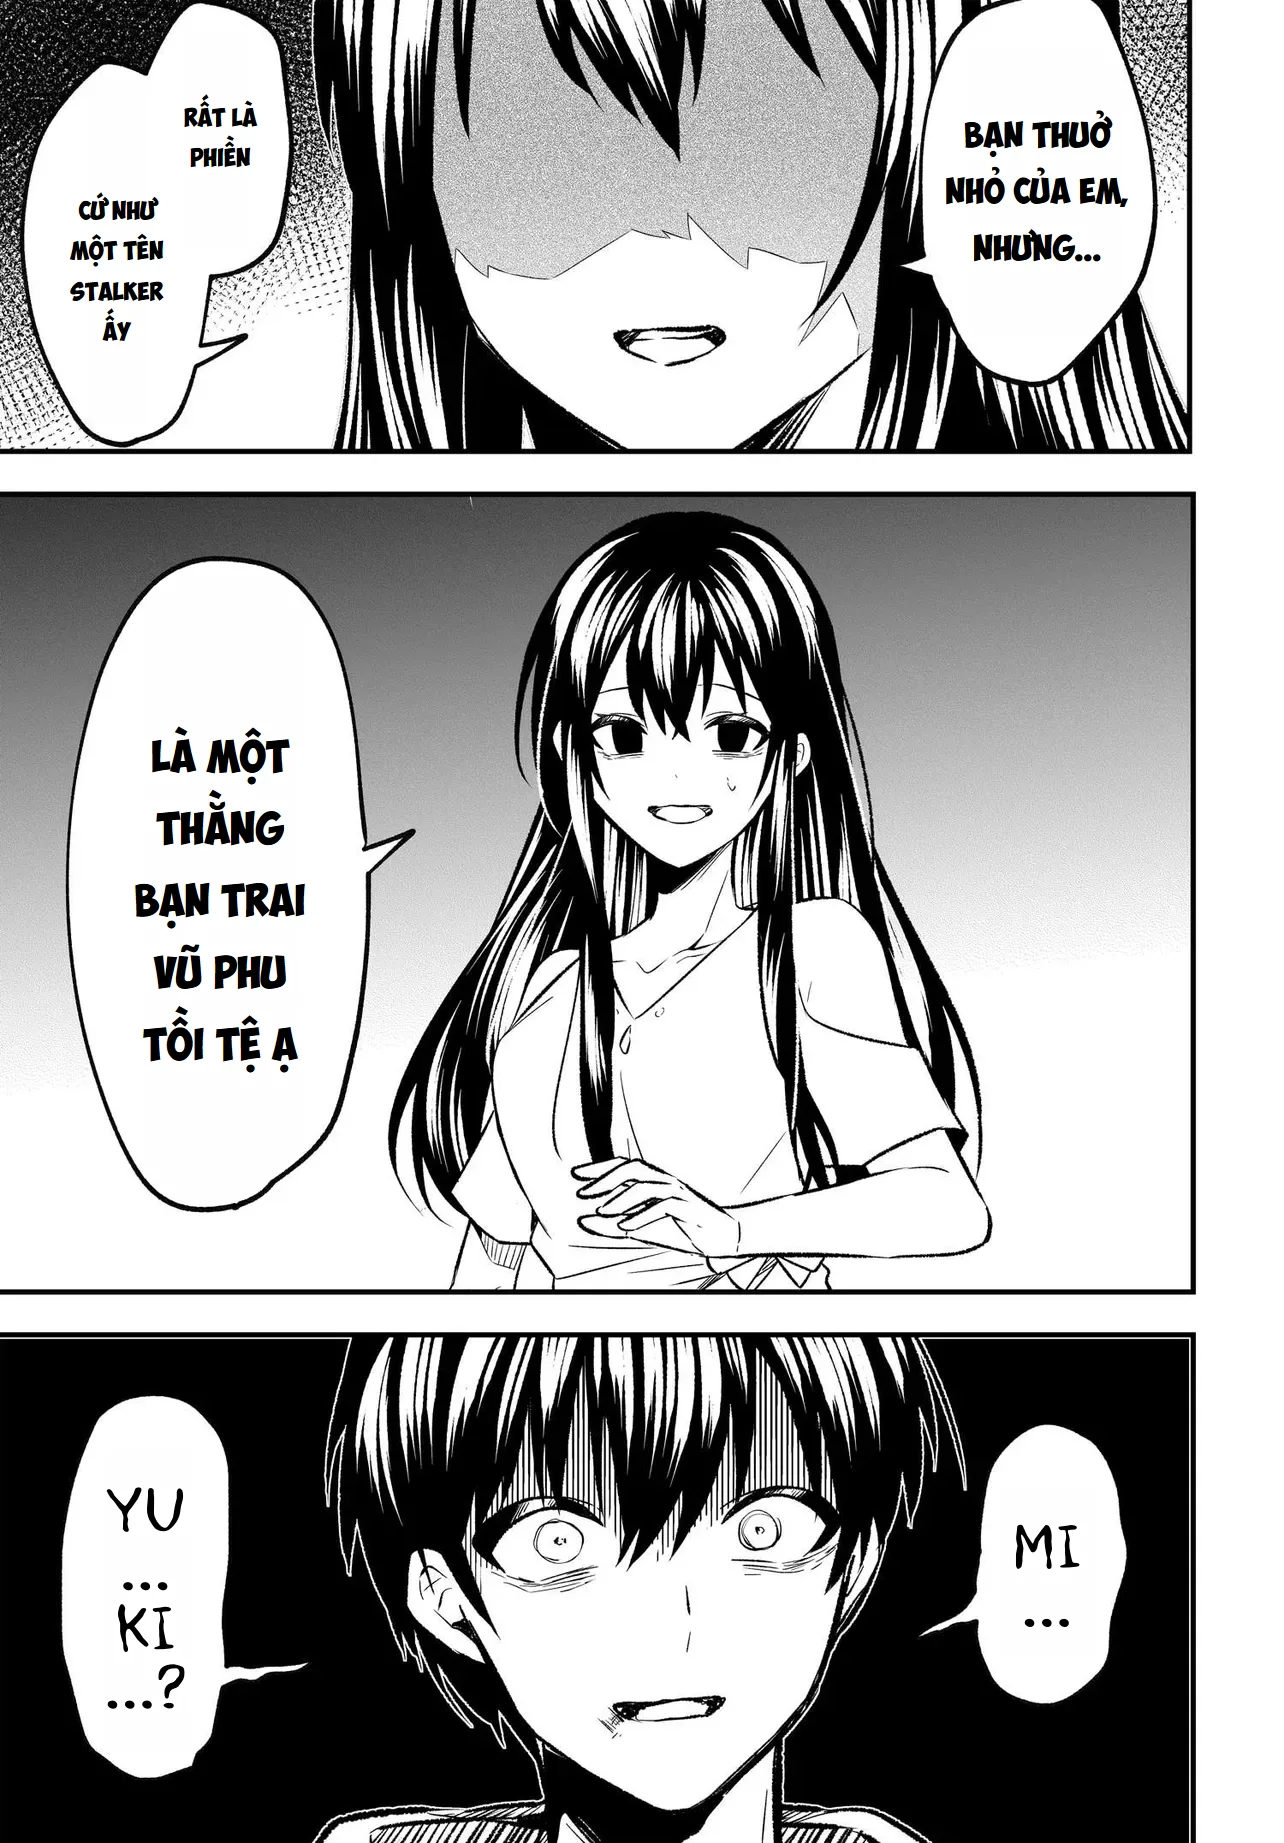 BẠN THUỞ
NHỎ CỦA EM,
NHƯNG...
RẤT LÀ
PHIỀN
CỨ NHƯ
MỘT TÊN
STALKER
ẤY
LÀ MỘT
THẰNG
BẠN TRAI
VŨ PHU
TỒI TỆ Ạ
MI
...
YU
...
KI
...?